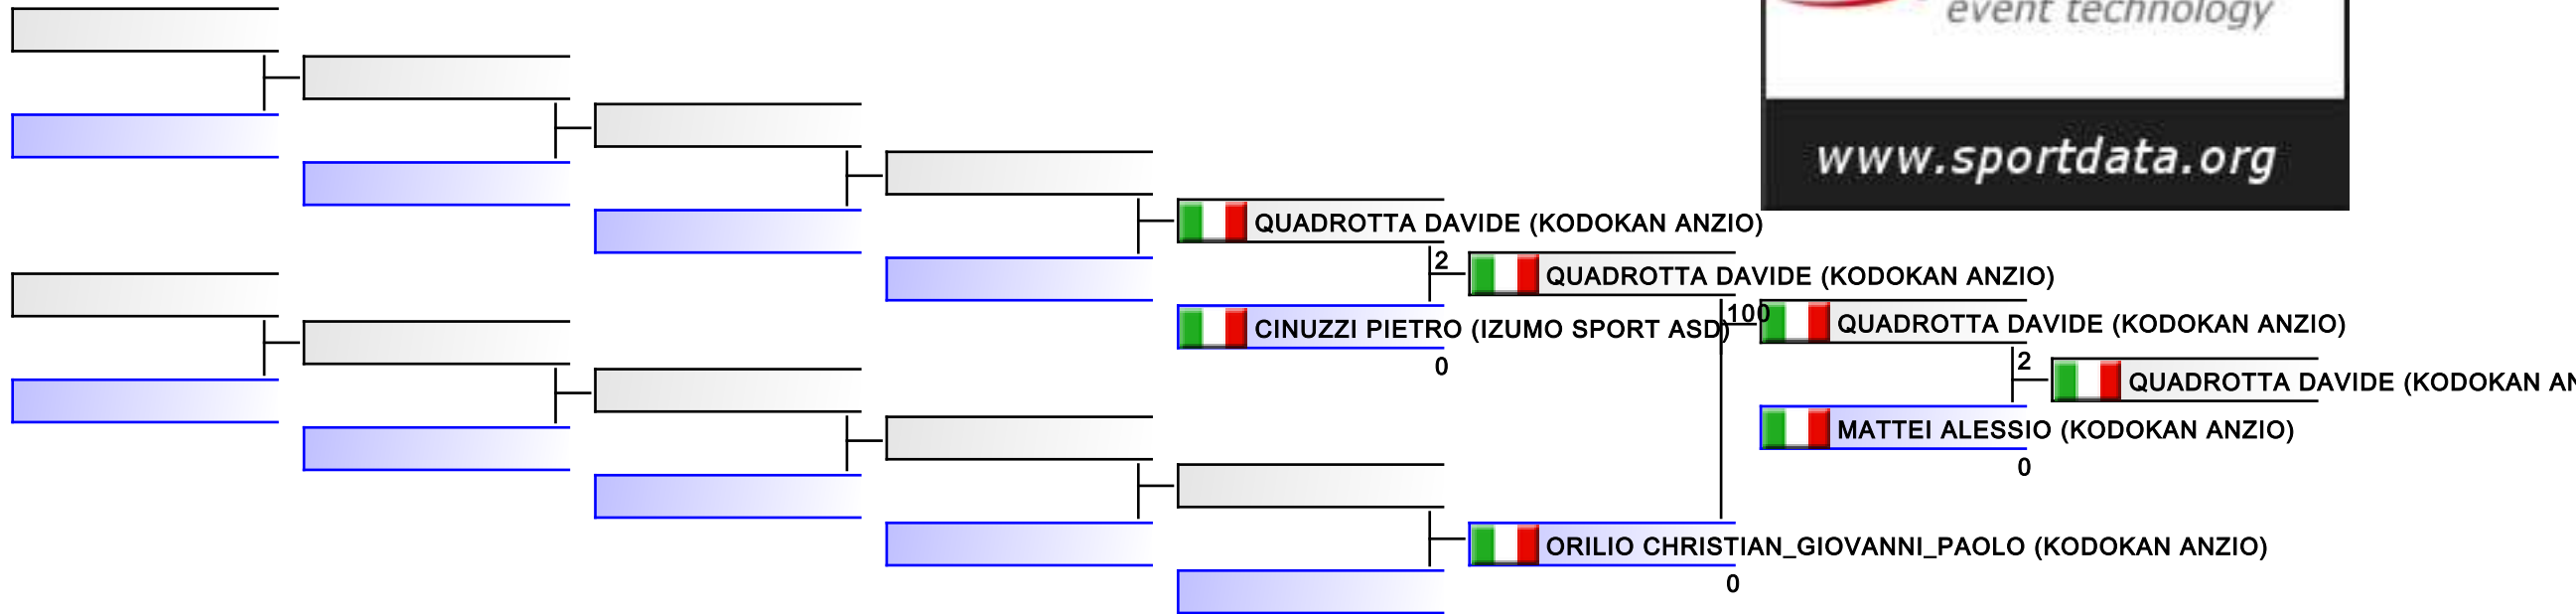 event technology
www.sportdata.org
QUADROTTA DAVIDE (KODOKAN ANZIO)
2
QUADROTTA DAVIDE (KODOKAN ANZIO)
CINUZZI PIETRO (IZUMO SPORT ASD)
0
100
QUADROTTA DAVIDE (KODOKAN ANZIO)
2
QUADROTTA DAVIDE (KODOKAN AN
MATTEI ALESSIO (KODOKAN ANZIO)
0
ORILIO CHRISTIAN_GIOVANNI_PAOLO (KODOKAN ANZIO)
0